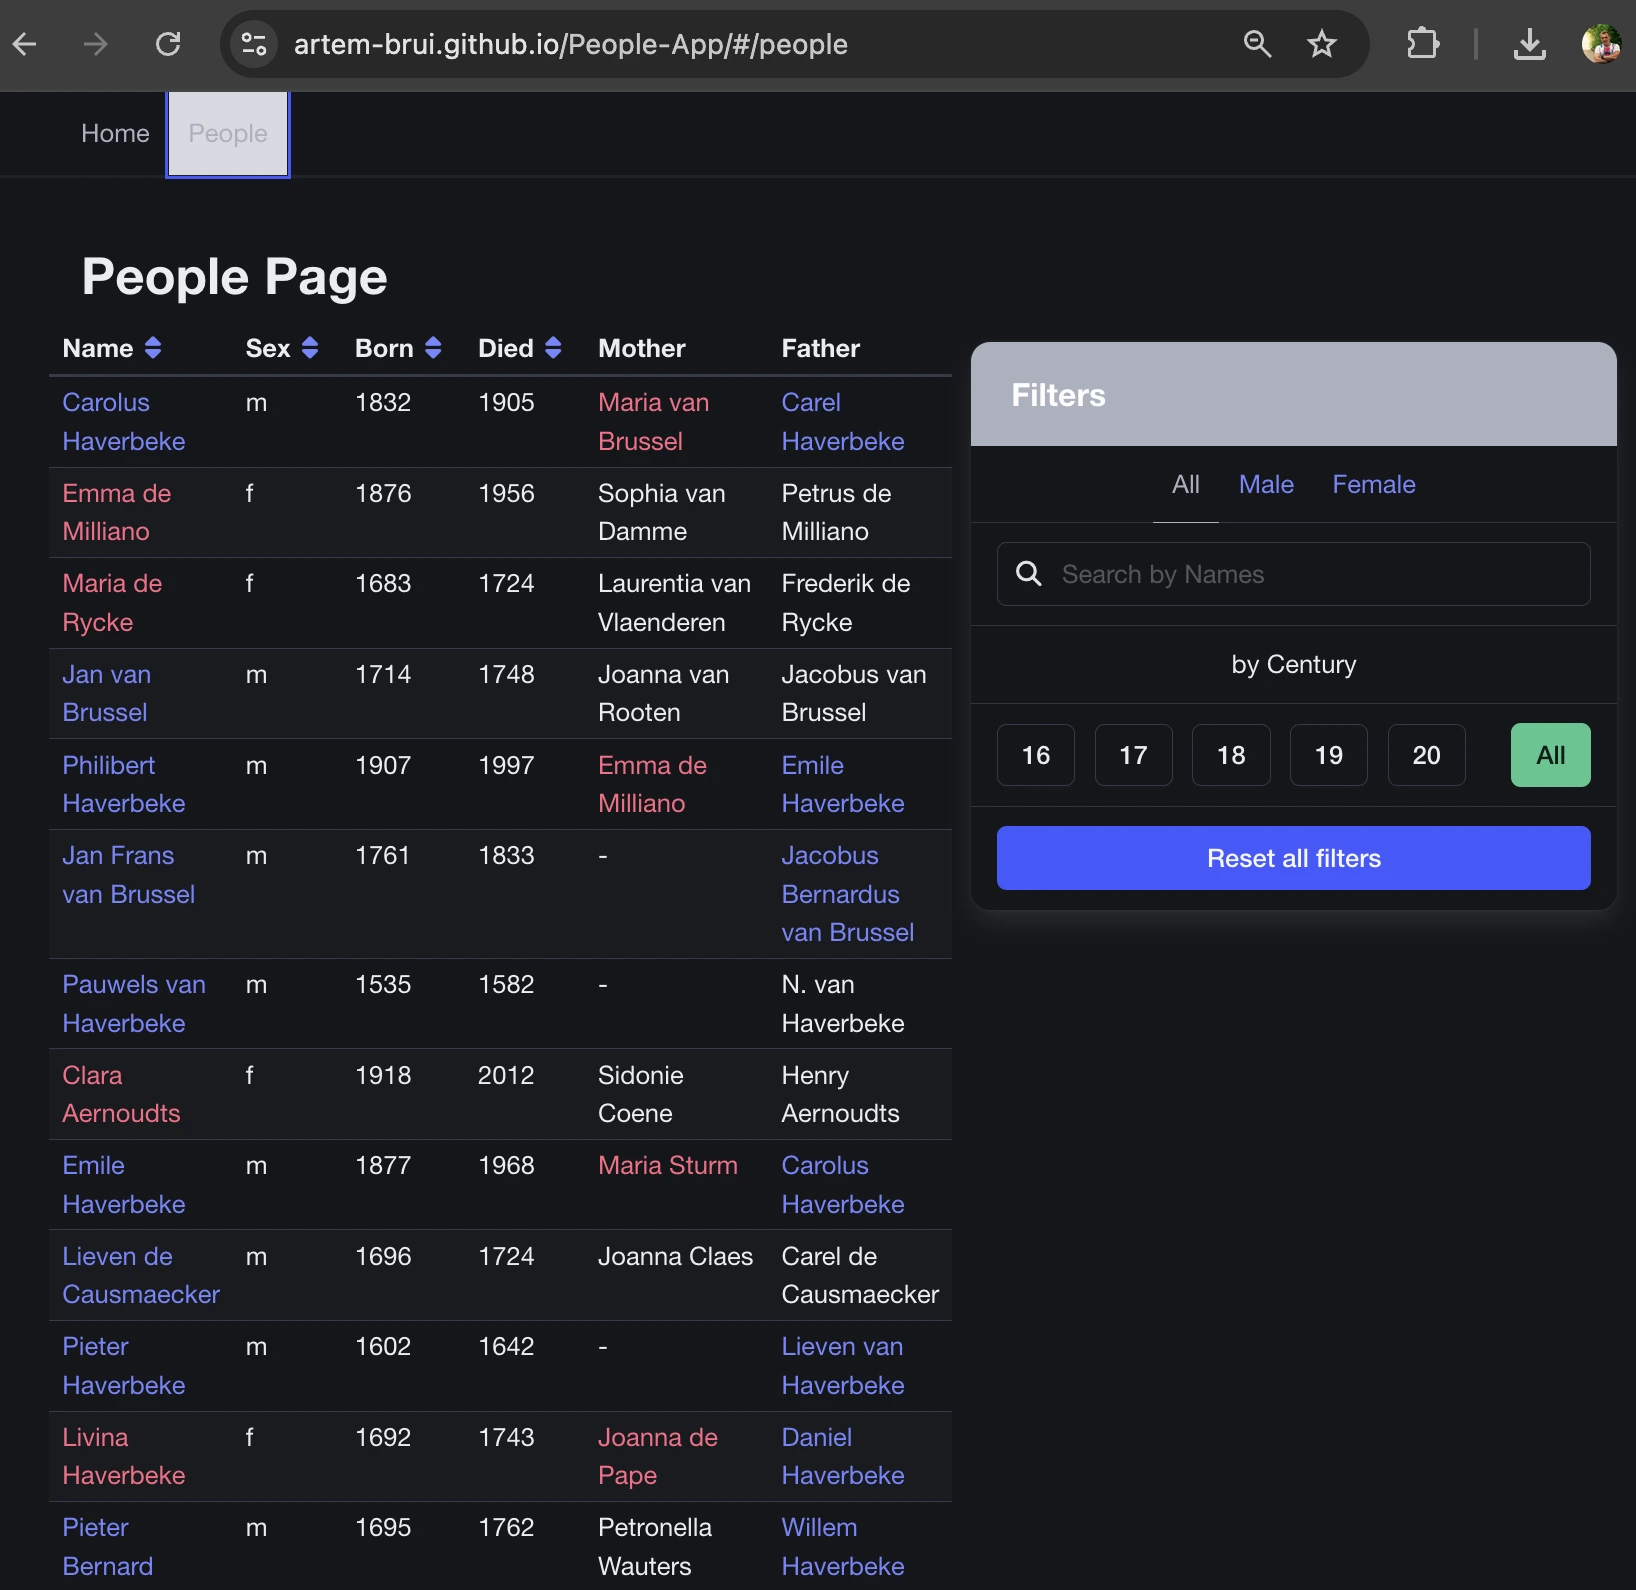 artem-brui.github.io/People-App/#/people
Home People
People Page
Name Sex Born Died Mother Father
Carolus Haverbeke m 1832 1905 Maria van Brussel Carel Haverbeke
Emma de Milliano f 1876 1956 Sophia van Damme Petrus de Milliano
Maria de Rycke f 1683 1724 Laurentia van Vlaenderen Frederik de Rycke
Jan van Brussel m 1714 1748 Joanna van Rooten Jacobus van Brussel
Philibert Haverbeke m 1907 1997 Emma de Milliano Emile Haverbeke
Jan Frans van Brussel m 1761 1833 - Jacobus Bernardus van Brussel
Pauwels van Haverbeke m 1535 1582 - N. van Haverbeke
Clara Aernoudts f 1918 2012 Sidonie Coene Henry Aernoudts
Emile Haverbeke m 1877 1968 Maria Sturm Carolus Haverbeke
Lieven de Causmaecker m 1696 1724 Joanna Claes Carel de Causmaecker
Pieter Haverbeke m 1602 1642 - Lieven van Haverbeke
Livina Haverbeke f 1692 1743 Joanna de Pape Daniel Haverbeke
Pieter Bernard m 1695 1762 Petronella Wauters Willem Haverbeke
Filters
All Male Female
Search by Names
by Century
16 17 18 19 20 All
Reset all filters